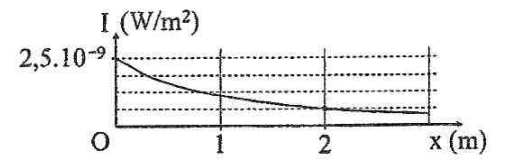 I (W/m²)
2,5.10⁻⁹
O 1 2 x (m)